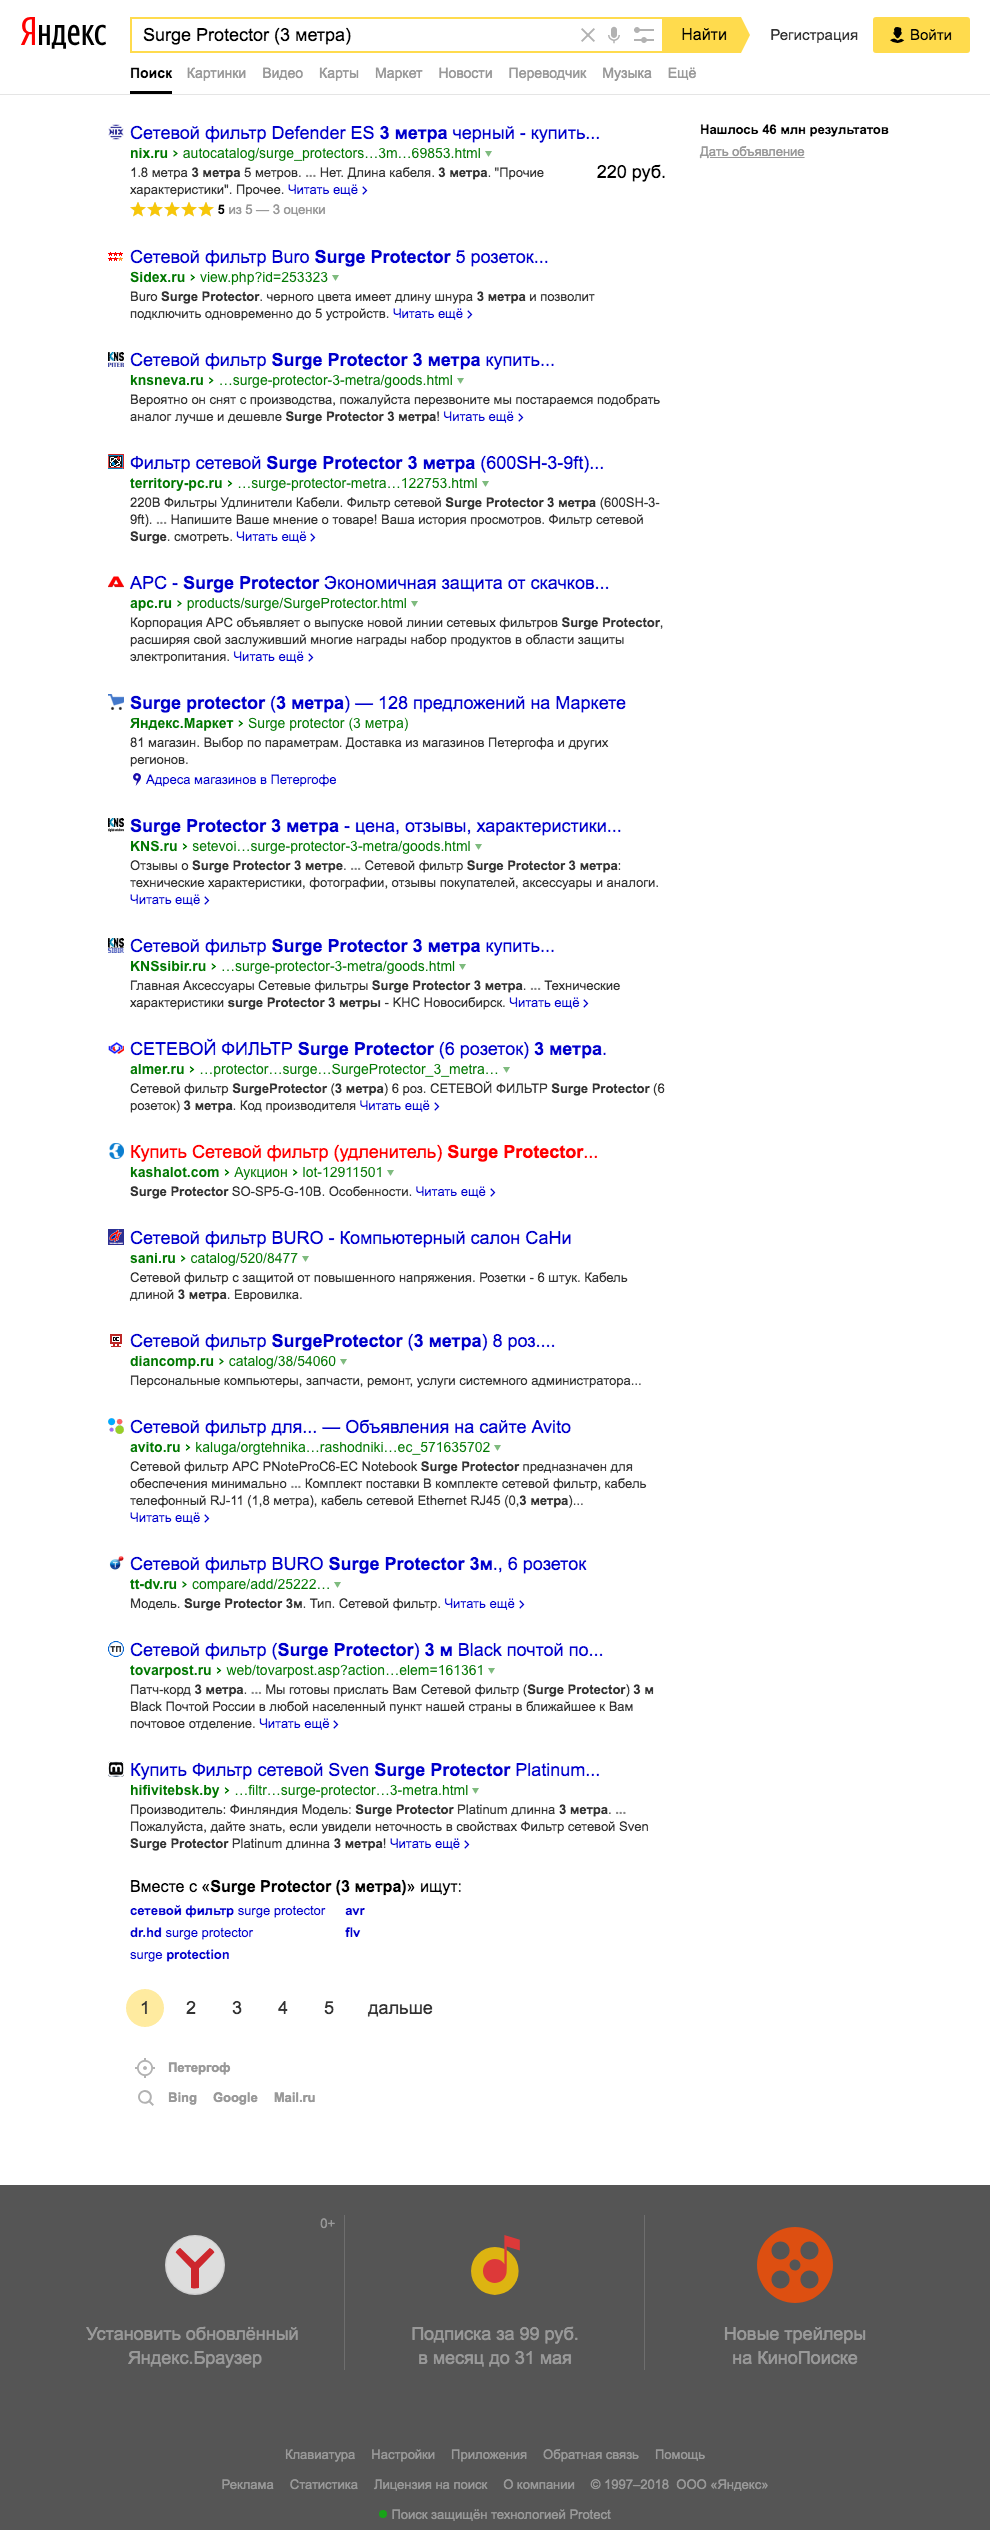 Яндекс
Surge Protector (3 метра)
Найти
Регистрация
Войти
Поиск Картинки Видео Карты Маркет Новости Переводчик Музыка Ещё
Нашлось 46 млн результатов
Дать объявление
Сетевой фильтр Defender ES 3 метра черный - купить...
nix.ru › autocatalog/surge_protectors…3m…69853.html
1.8 метра 3 метра 5 метров. ... Нет. Длина кабеля. 3 метра. "Прочие
характеристики". Прочее. Читать ещё ›
220 руб.
5 из 5 — 3 оценки
Сетевой фильтр Buro Surge Protector 5 розеток...
Sidex.ru › view.php?id=253323
Buro Surge Protector. черного цвета имеет длину шнура 3 метра и позволит
подключить одновременно до 5 устройств. Читать ещё ›
KNS PITER
Сетевой фильтр Surge Protector 3 метра купить...
knsneva.ru › …surge-protector-3-metra/goods.html
Вероятно он снят с производства, пожалуйста перезвоните мы постараемся подобрать
аналог лучше и дешевле Surge Protector 3 метра! Читать ещё ›
Фильтр сетевой Surge Protector 3 метра (600SH-3-9ft)...
territory-pc.ru › …surge-protector-metra…122753.html
220В Фильтры Удлинители Кабели. Фильтр сетевой Surge Protector 3 метра (600SH-3-
9ft). ... Напишите Ваше мнение о товаре! Ваша история просмотров. Фильтр сетевой
Surge. смотреть. Читать ещё ›
APC - Surge Protector Экономичная защита от скачков...
apc.ru › products/surge/SurgeProtector.html
Корпорация APC объявляет о выпуске новой линии сетевых фильтров Surge Protector,
расширяя свой заслуживший многие награды набор продуктов в области защиты
электропитания. Читать ещё ›
Surge protector (3 метра) — 128 предложений на Маркете
Яндекс.Маркет › Surge protector (3 метра)
81 магазин. Выбор по параметрам. Доставка из магазинов Петергофа и других
регионов.
Адреса магазинов в Петергофе
KNS
Surge Protector 3 метра - цена, отзывы, характеристики...
KNS.ru › setevoi…surge-protector-3-metra/goods.html
Отзывы о Surge Protector 3 метре. ... Сетевой фильтр Surge Protector 3 метра:
технические характеристики, фотографии, отзывы покупателей, аксессуары и аналоги.
Читать ещё ›
KNS SIBIR
Сетевой фильтр Surge Protector 3 метра купить...
KNSsibir.ru › …surge-protector-3-metra/goods.html
Главная Аксессуары Сетевые фильтры Surge Protector 3 метра. ... Технические
характеристики surge Protector 3 метры - КНС Новосибирск. Читать ещё ›
СЕТЕВОЙ ФИЛЬТР Surge Protector (6 розеток) 3 метра.
almer.ru › …protector…surge…SurgeProtector_3_metra…
Сетевой фильтр SurgeProtector (3 метра) 6 роз. СЕТЕВОЙ ФИЛЬТР Surge Protector (6
розеток) 3 метра. Код производителя Читать ещё ›
Купить Сетевой фильтр (удленитель) Surge Protector...
kashalot.com › Аукцион › lot-12911501
Surge Protector SO-SP5-G-10B. Особенности. Читать ещё ›
Сетевой фильтр BURO - Компьютерный салон СаНи
sani.ru › catalog/520/8477
Сетевой фильтр с защитой от повышенного напряжения. Розетки - 6 штук. Кабель
длиной 3 метра. Евровилка.
Сетевой фильтр SurgeProtector (3 метра) 8 роз....
diancomp.ru › catalog/38/54060
Персональные компьютеры, запчасти, ремонт, услуги системного администратора...
Сетевой фильтр для... — Объявления на сайте Avito
avito.ru › kaluga/orgtehnika…rashodniki…ec_571635702
Сетевой фильтр APC PNoteProC6-EC Notebook Surge Protector предназначен для
обеспечения минимально ... Комплект поставки В комплекте сетевой фильтр, кабель
телефонный RJ-11 (1,8 метра), кабель сетевой Ethernet RJ45 (0,3 метра)...
Читать ещё ›
Сетевой фильтр BURO Surge Protector 3м., 6 розеток
tt-dv.ru › compare/add/25222…
Модель. Surge Protector 3м. Тип. Сетевой фильтр. Читать ещё ›
ТП
Сетевой фильтр (Surge Protector) 3 м Black почтой по...
tovarpost.ru › web/tovarpost.asp?action…elem=161361
Патч-корд 3 метра. ... Мы готовы прислать Вам Сетевой фильтр (Surge Protector) 3 м
Black Почтой России в любой населенный пункт нашей страны в ближайшее к Вам
почтовое отделение. Читать ещё ›
Купить Фильтр сетевой Sven Surge Protector Platinum...
hifivitebsk.by › …filtr…surge-protector…3-metra.html
Производитель: Финляндия Модель: Surge Protector Platinum длинна 3 метра. ...
Пожалуйста, дайте знать, если увидели неточность в свойствах Фильтр сетевой Sven
Surge Protector Platinum длинна 3 метра! Читать ещё ›
Вместе с «Surge Protector (3 метра)» ищут:
сетевой фильтр surge protector avr
dr.hd surge protector flv
surge protection
1 2 3 4 5 дальше
Петергоф
Bing Google Mail.ru
0+
Установить обновлённый
Яндекс.Браузер
Подписка за 99 руб.
в месяц до 31 мая
Новые трейлеры
на КиноПоиске
Клавиатура Настройки Приложения Обратная связь Помощь
Реклама Статистика Лицензия на поиск О компании © 1997–2018 ООО «Яндекс»
Поиск защищён технологией Protect